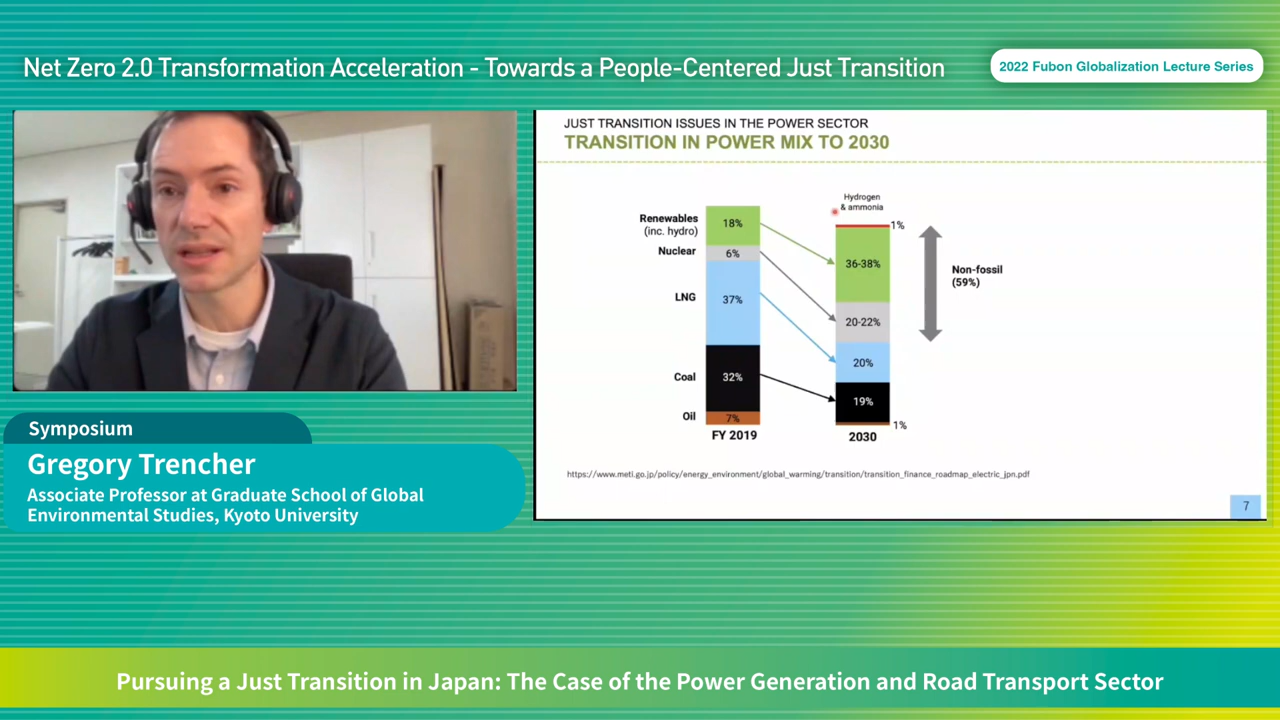 Net Zero 2.0 Transformation Acceleration - Towards a People-Centered Just Transition
2022 Fubon Globalization Lecture Series
JUST TRANSITION ISSUES IN THE POWER SECTOR
TRANSITION IN POWER MIX TO 2030
Hydrogen
& ammonia
Renewables
(inc. hydro)
18%
1%
36-38%
Nuclear
6%
Non-fossil
(59%)
LNG
37%
20-22%
20%
Coal
32%
19%
Oil
7%
1%
FY 2019
2030
https://www.meti.go.jp/policy/energy_environment/global_warming/transition/transition_finance_roadmap_electric_jpn.pdf
7
Symposium
Gregory Trencher
Associate Professor at Graduate School of Global
Environmental Studies, Kyoto University
Pursuing a Just Transition in Japan: The Case of the Power Generation and Road Transport Sector